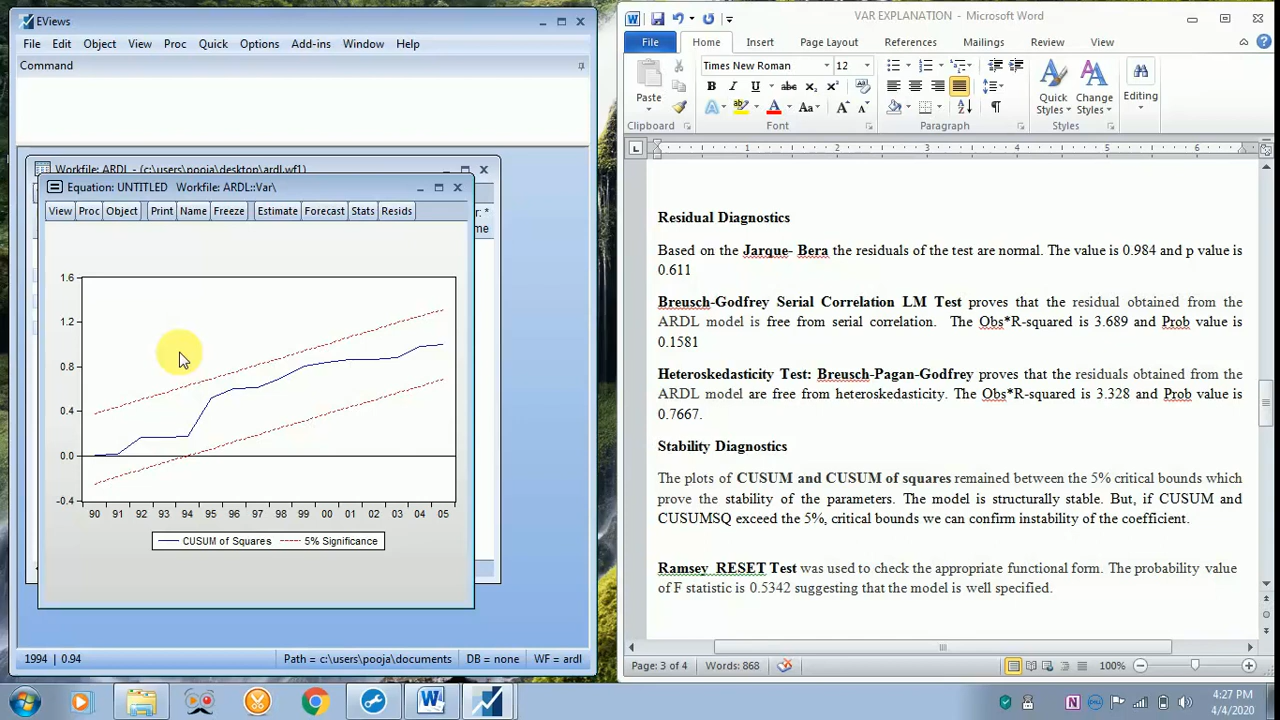 EViews
File Edit Object View Proc Quick Options Add-ins Window Help
Command
Workfile: ARDL - (c:\users\pooja\desktop\ardl.wf1)
Equation: UNTITLED Workfile: ARDL::Var\
View Proc Object Print Name Freeze Estimate Forecast Stats Resids
r: *
me
1.6
1.2
0.8
0.4
0.0
-0.4
90 91 92 93 94 95 96 97 98 99 00 01 02 03 04 05
CUSUM of Squares 5% Significance
1994 | 0.94 Path = c:\users\pooja\documents DB = none WF = ardl
VAR EXPLANATION - Microsoft Word
File Home Insert Page Layout References Mailings Review View
Times New Roman 12
Paste
B I U abc x₂ x²
A ab A Aa A A
Quick Styles
Change Styles
Editing
Clipboard Font Paragraph Styles
1 2 3 4 5 6
Residual Diagnostics
Based on the Jarque- Bera the residuals of the test are normal. The value is 0.984 and p value is
0.611
Breusch-Godfrey Serial Correlation LM Test proves that the residual obtained from the
ARDL model is free from serial correlation. The Obs*R-squared is 3.689 and Prob value is
0.1581
Heteroskedasticity Test: Breusch-Pagan-Godfrey proves that the residuals obtained from the
ARDL model are free from heteroskedasticity. The Obs*R-squared is 3.328 and Prob value is
0.7667.
Stability Diagnostics
The plots of CUSUM and CUSUM of squares remained between the 5% critical bounds which
prove the stability of the parameters. The model is structurally stable. But, if CUSUM and
CUSUMSQ exceed the 5%, critical bounds we can confirm instability of the coefficient.
Ramsey RESET Test was used to check the appropriate functional form. The probability value
of F statistic is 0.5342 suggesting that the model is well specified.
Page: 3 of 4 Words: 868 100%
4:27 PM
4/4/2020